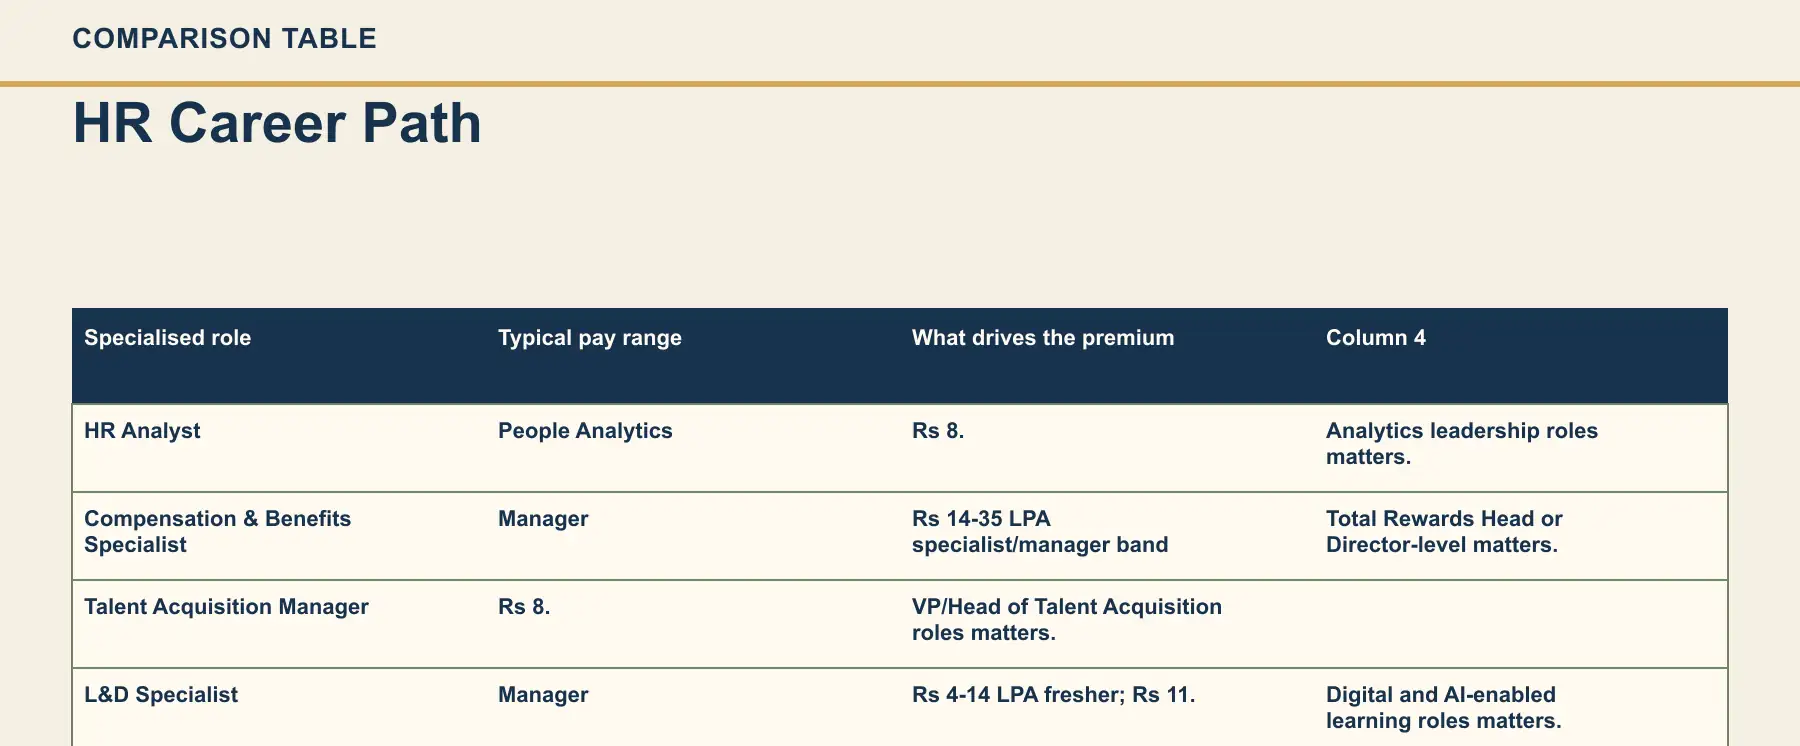 COMPARISON TABLE
HR Career Path
Specialised role Typical pay range What drives the premium Column 4
HR Analyst People Analytics Rs 8. Analytics leadership roles
matters.
Compensation & Benefits Manager Rs 14-35 LPA Total Rewards Head or
Specialist specialist/manager band Director-level matters.
Talent Acquisition Manager Rs 8. VP/Head of Talent Acquisition
roles matters.
L&D Specialist Manager Rs 4-14 LPA fresher; Rs 11. Digital and AI-enabled
learning roles matters.